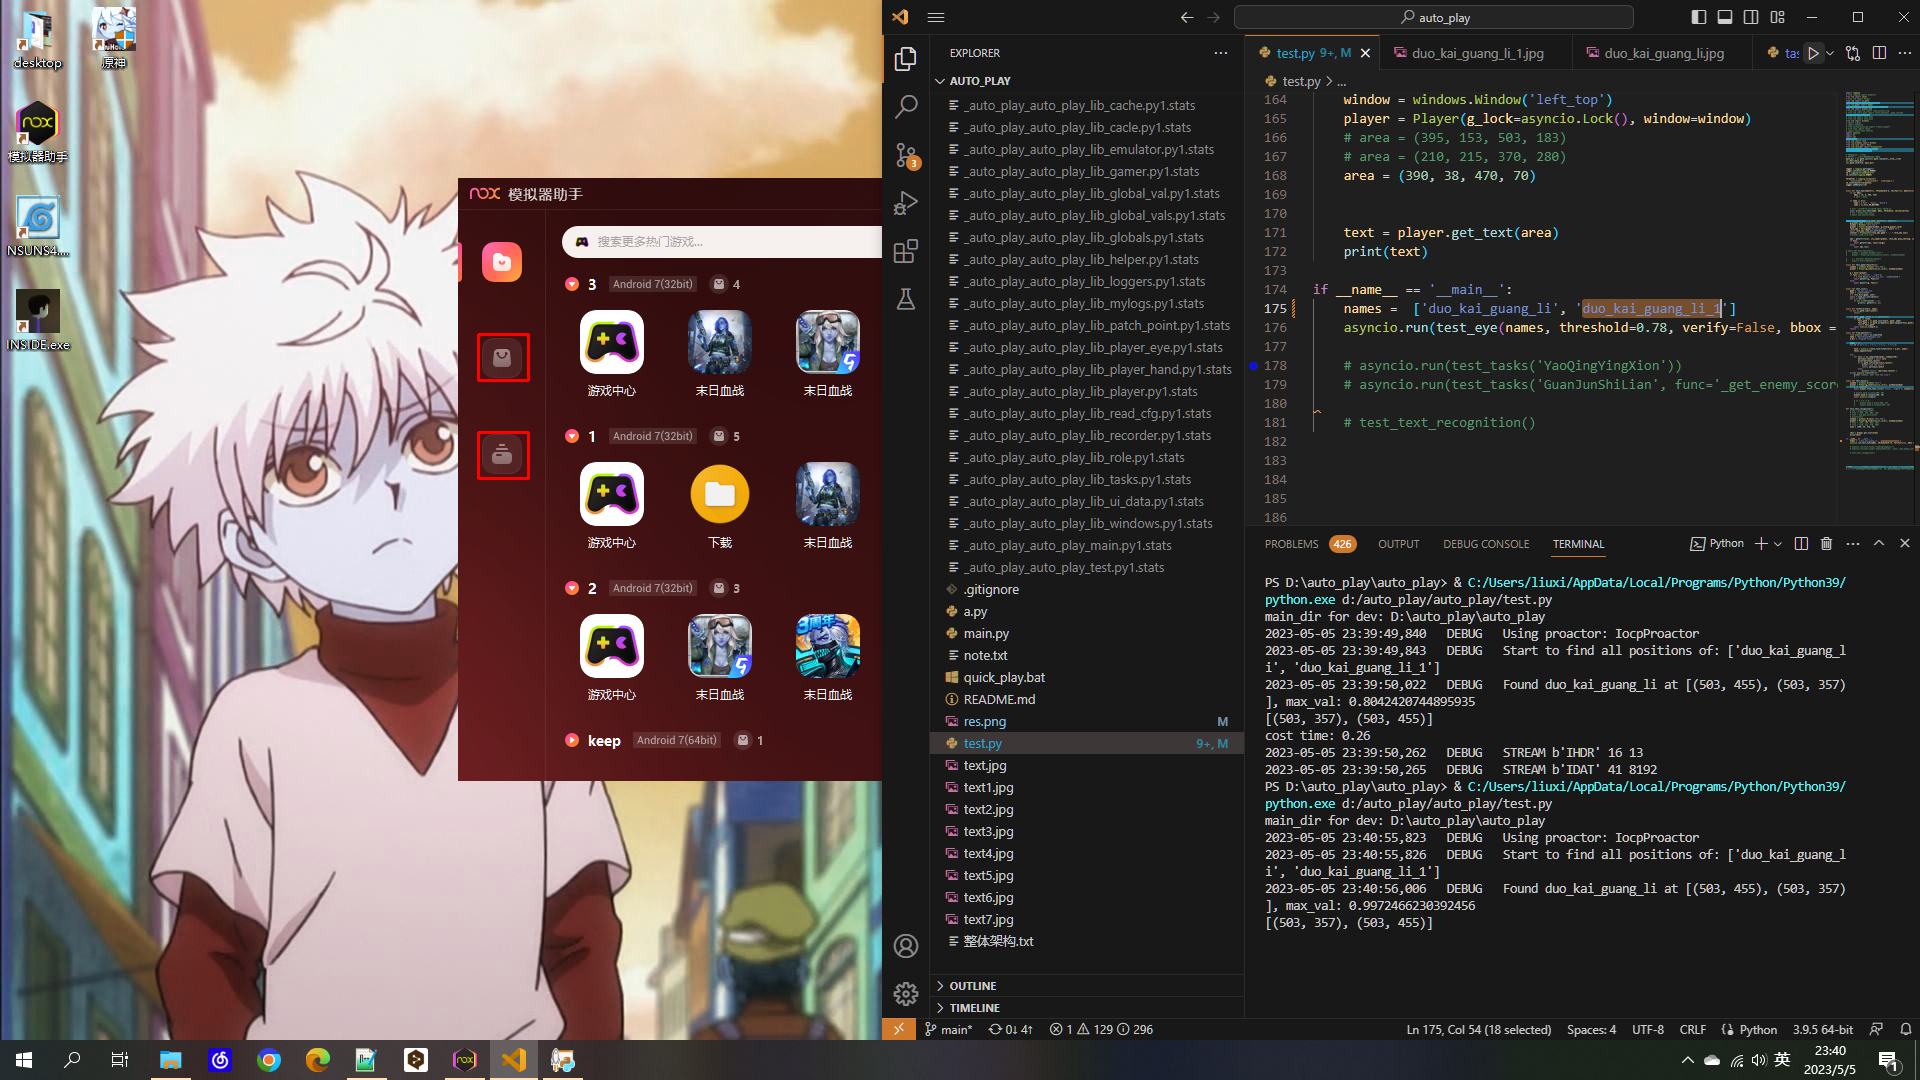 desktop
原神
模拟器助手
NSUNS4....
INSIDE.exe
nox 模拟器助手
搜索更多热门游戏...
3 Android 7(32bit) 4
游戏中心 末日血战 末日血战
1 Android 7(32bit) 5
游戏中心 下载 末日血战
2 Android 7(32bit) 3
游戏中心 末日血战 末日血战
keep Android 7(64bit) 1
auto_play
EXPLORER
AUTO_PLAY
_auto_play_auto_play_lib_cache.py1.stats
_auto_play_auto_play_lib_cacle.py1.stats
_auto_play_auto_play_lib_emulator.py1.stats
_auto_play_auto_play_lib_gamer.py1.stats
_auto_play_auto_play_lib_global_val.py1.stats
_auto_play_auto_play_lib_global_vals.py1.stats
_auto_play_auto_play_lib_globals.py1.stats
_auto_play_auto_play_lib_helper.py1.stats
_auto_play_auto_play_lib_loggers.py1.stats
_auto_play_auto_play_lib_mylogs.py1.stats
_auto_play_auto_play_lib_patch_point.py1.stats
_auto_play_auto_play_lib_player_eye.py1.stats
_auto_play_auto_play_lib_player_hand.py1.stats
_auto_play_auto_play_lib_player.py1.stats
_auto_play_auto_play_lib_read_cfg.py1.stats
_auto_play_auto_play_lib_recorder.py1.stats
_auto_play_auto_play_lib_role.py1.stats
_auto_play_auto_play_lib_tasks.py1.stats
_auto_play_auto_play_lib_ui_data.py1.stats
_auto_play_auto_play_lib_windows.py1.stats
_auto_play_auto_play_main.py1.stats
_auto_play_auto_play_test.py1.stats
.gitignore
a.py
main.py
note.txt
quick_play.bat
README.md
res.png M
test.py 9+, M
text.jpg
text1.jpg
text2.jpg
text3.jpg
text4.jpg
text5.jpg
text6.jpg
text7.jpg
整体架构.txt
OUTLINE
TIMELINE
test.py 9+, M duo_kai_guang_li_1.jpg duo_kai_guang_li.jpg tas
test.py > ...
164 window = windows.Window('left_top')
165 player = Player(g_lock=asyncio.Lock(), window=window)
166 # area = (395, 153, 503, 183)
167 # area = (210, 215, 370, 280)
168 area = (390, 38, 470, 70)
169
170
171 text = player.get_text(area)
172 print(text)
173
174 if __name__ == '__main__':
175 names =  ['duo_kai_guang_li', 'duo_kai_guang_li_1']
176 asyncio.run(test_eye(names, threshold=0.78, verify=False, bbox =
177
178 # asyncio.run(test_tasks('YaoQingYingXion'))
179 # asyncio.run(test_tasks('GuanJunShiLian', func='_get_enemy_score
180
181 # test_text_recognition()
182
183
184
185
186
PROBLEMS 426 OUTPUT DEBUG CONSOLE TERMINAL Python
PS D:\auto_play\auto_play> & C:/Users/liuxi/AppData/Local/Programs/Python/Python39/
python.exe d:/auto_play/auto_play/test.py
main_dir for dev: D:\auto_play\auto_play
2023-05-05 23:39:49,840 DEBUG Using proactor: IocpProactor
2023-05-05 23:39:49,843 DEBUG Start to find all positions of: ['duo_kai_guang_l
i', 'duo_kai_guang_li_1']
2023-05-05 23:39:50,022 DEBUG Found duo_kai_guang_li at [(503, 455), (503, 357)
], max_val: 0.8042420744895935
[(503, 357), (503, 455)]
cost time: 0.26
2023-05-05 23:39:50,262 DEBUG STREAM b'IHDR' 16 13
2023-05-05 23:39:50,265 DEBUG STREAM b'IDAT' 41 8192
PS D:\auto_play\auto_play> & C:/Users/liuxi/AppData/Local/Programs/Python/Python39/
python.exe d:/auto_play/auto_play/test.py
main_dir for dev: D:\auto_play\auto_play
2023-05-05 23:40:55,823 DEBUG Using proactor: IocpProactor
2023-05-05 23:40:55,826 DEBUG Start to find all positions of: ['duo_kai_guang_l
i', 'duo_kai_guang_li_1']
2023-05-05 23:40:56,006 DEBUG Found duo_kai_guang_li at [(503, 455), (503, 357)
], max_val: 0.9972466230392456
[(503, 357), (503, 455)]
3
main* 0↓ 4↑ 1 129 296 Ln 175, Col 54 (18 selected) Spaces: 4 UTF-8 CRLF Python 3.9.5 64-bit
英 23:40
2023/5/5
1